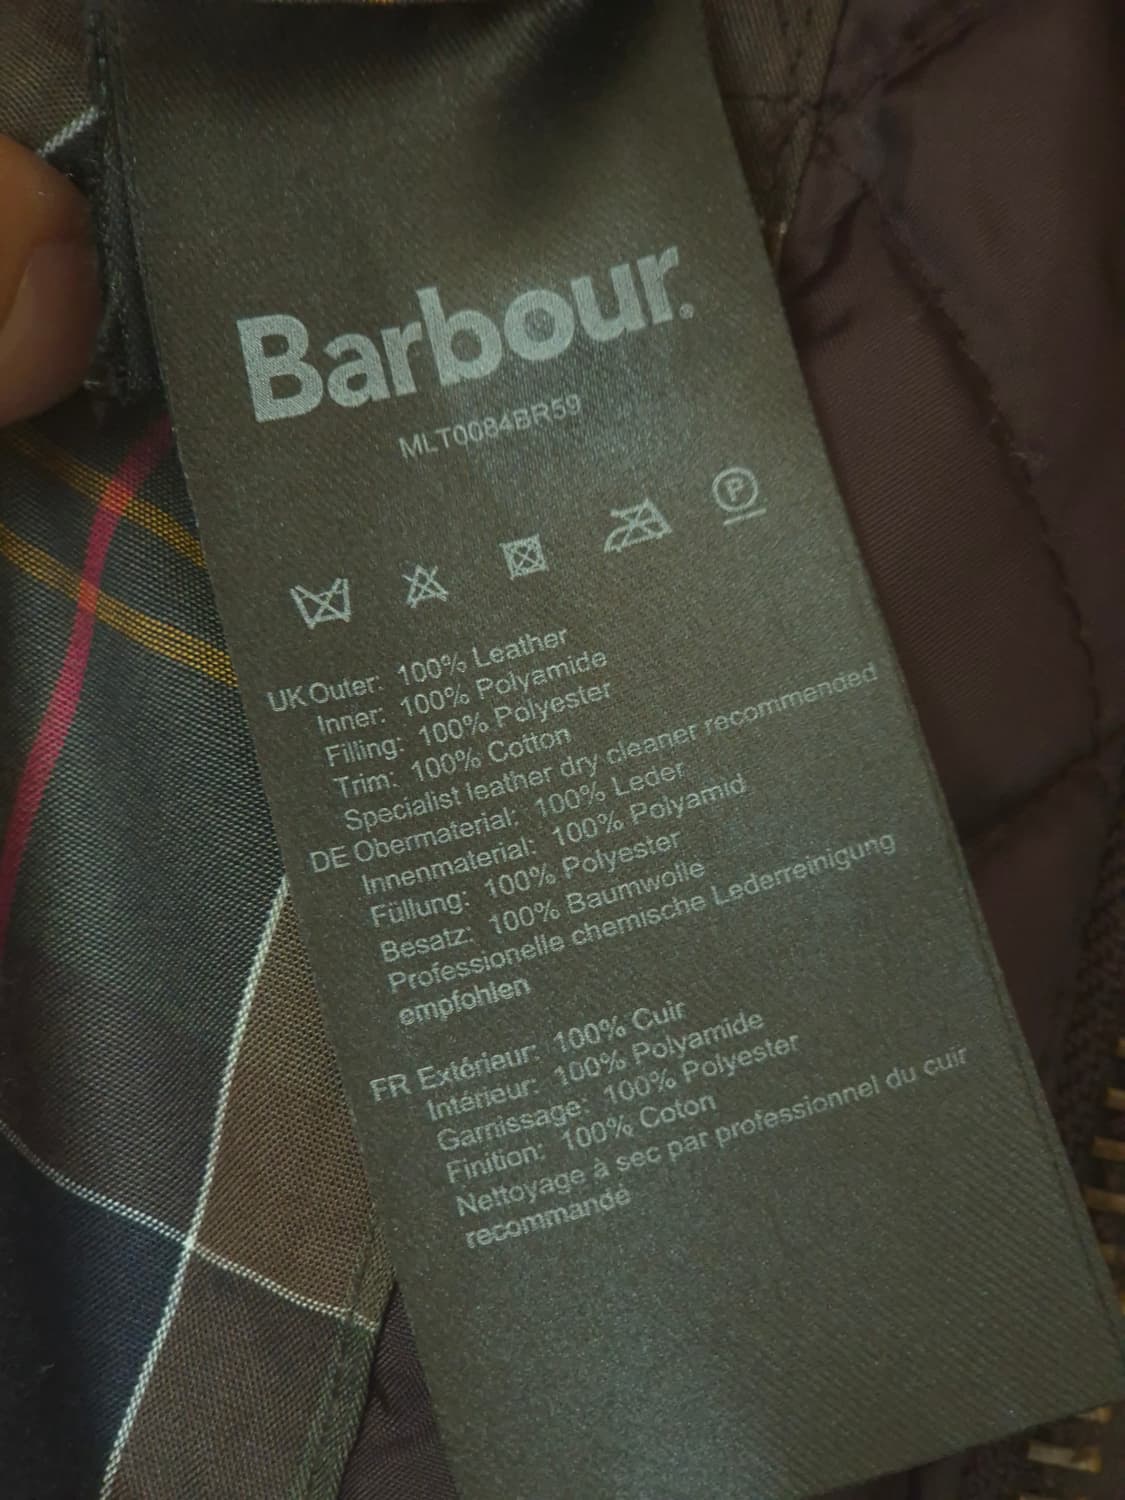 Barbour.
MLT0084BR59
P
UK Outer: 100% Leather
Inner: 100% Polyamide
Filling: 100% Polyester
Trim: 100% Cotton
Specialist leather dry cleaner recommended
DE Obermaterial: 100% Leder
Innenmaterial: 100% Polyamid
Füllung: 100% Polyester
Besatz: 100% Baumwolle
Professionelle chemische Lederreinigung
empfohlen
FR Extérieur: 100% Cuir
Intérieur: 100% Polyamide
Garnissage: 100% Polyester
Finition: 100% Coton
Nettoyage à sec par professionnel du cuir
recommandé